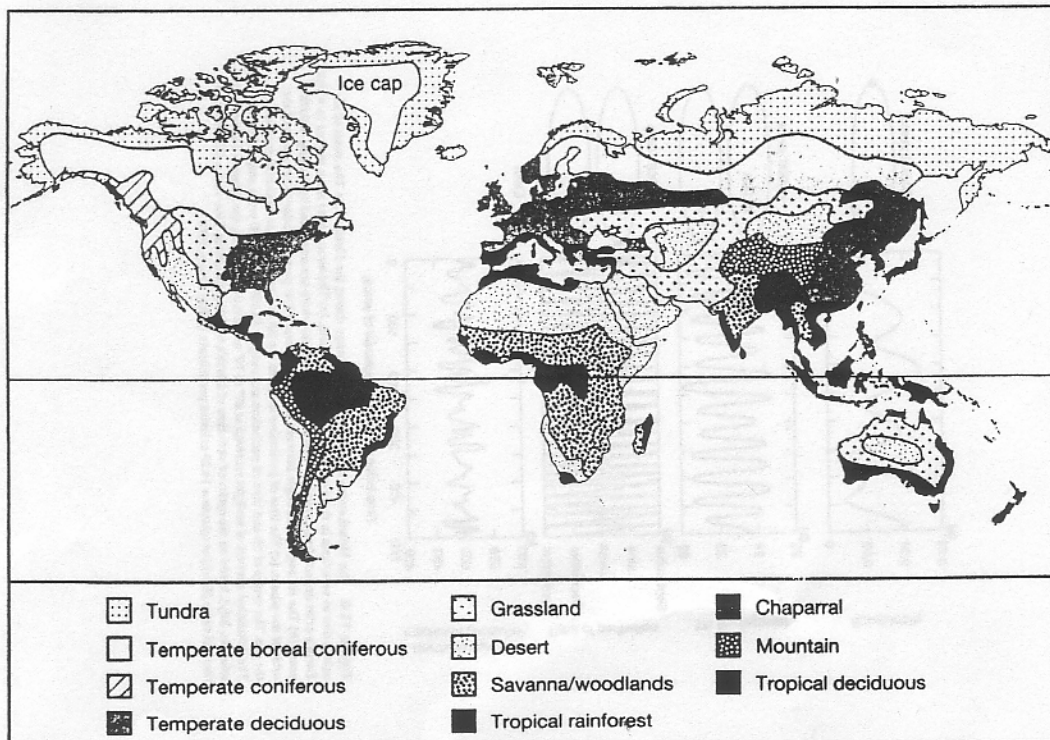 Ice cap
Tundra
Temperate boreal coniferous
Temperate coniferous
Temperate deciduous
Grassland
Desert
Savanna/woodlands
Tropical rainforest
Chaparral
Mountain
Tropical deciduous